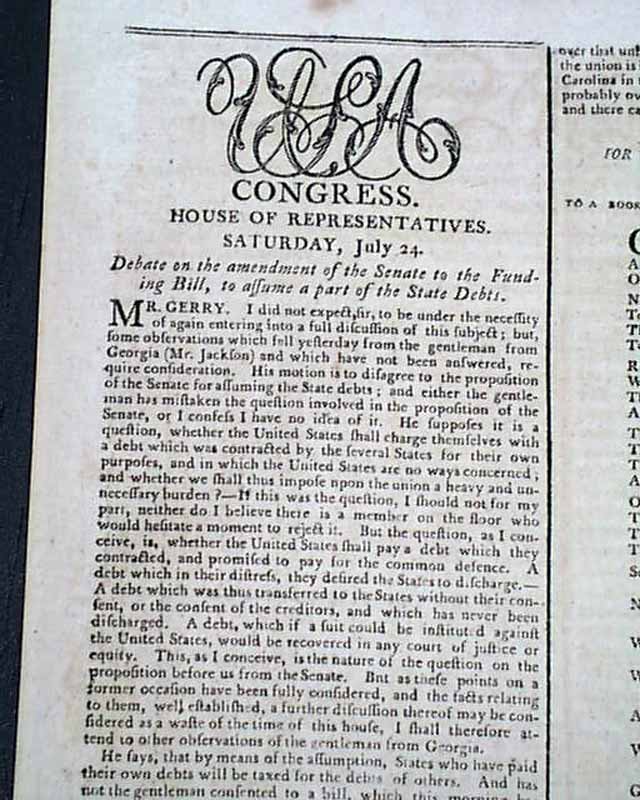 USA
CONGRESS.
HOUSE OF REPRESENTATIVES.
SATURDAY, July 24.
Debate on the amendment of the Senate to the Fund-
ing Bill, to aſſume a part of the State Debts.
MR. GERRY. I did not expect, ſir, to be under the neceſſity
of again entering into a full diſcuſſion of this ſubject; but,
ſome obſervations which fell yeſterday from the gentleman from
Georgia (Mr. Jackſon) and which have not been anſwered, re-
quire conſideration. His motion is to diſagree to the propoſition
of the Senate for aſſuming the State debts; and either the gentle-
man has miſtaken the queſtion involved in the propoſition of the
Senate, or I confeſs I have no idea of it. He ſuppoſes it is a
queſtion, whether the United States ſhall charge themſelves with
a debt which was contracted by the ſeveral States for their own
purpoſes, and in which the United States are no ways concerned;
and whether we ſhall thus impoſe npon the union a heavy and un-
neceſſary burden?—If this was the queſtion, I ſhould not for my
part, neither do I believe there is a member on the floor who
would heſitate a moment to reject it. But the queſtion, as I con-
ceive, is, whether the United States ſhall pay a debt which they
contracted, and promiſed to pay for the common defence. A
debt which in their diſtreſs, they deſired the States to diſcharge.—
A debt which was thus transferred to the States without their con-
ſent, or the conſent of the creditors, and which has never been
diſcharged. A debt, which if a ſuit could be inſtituted againſt
the United States, would be recovered in any court of juſtice or
equity. This, as I conceive, is the nature of the queſtion on the
propoſition before us from the Senate. But as theſe points on a
former occaſion have been fully conſidered, and the facts relating
to them, well eſtabliſhed, a further diſcuſſion thereof may be con-
ſidered as a waſte of the time of this houſe, I ſhall therefore at-
tend to other obſervations of the gentleman from Georgia.
He ſays, that by means of the aſſumption, States who have paid
their own debts will be taxed for the debts of others. And has
not the gentleman conſented to a bill, which this morning
over that
the union is
Carolina in
probably
and there
FOR
TO A